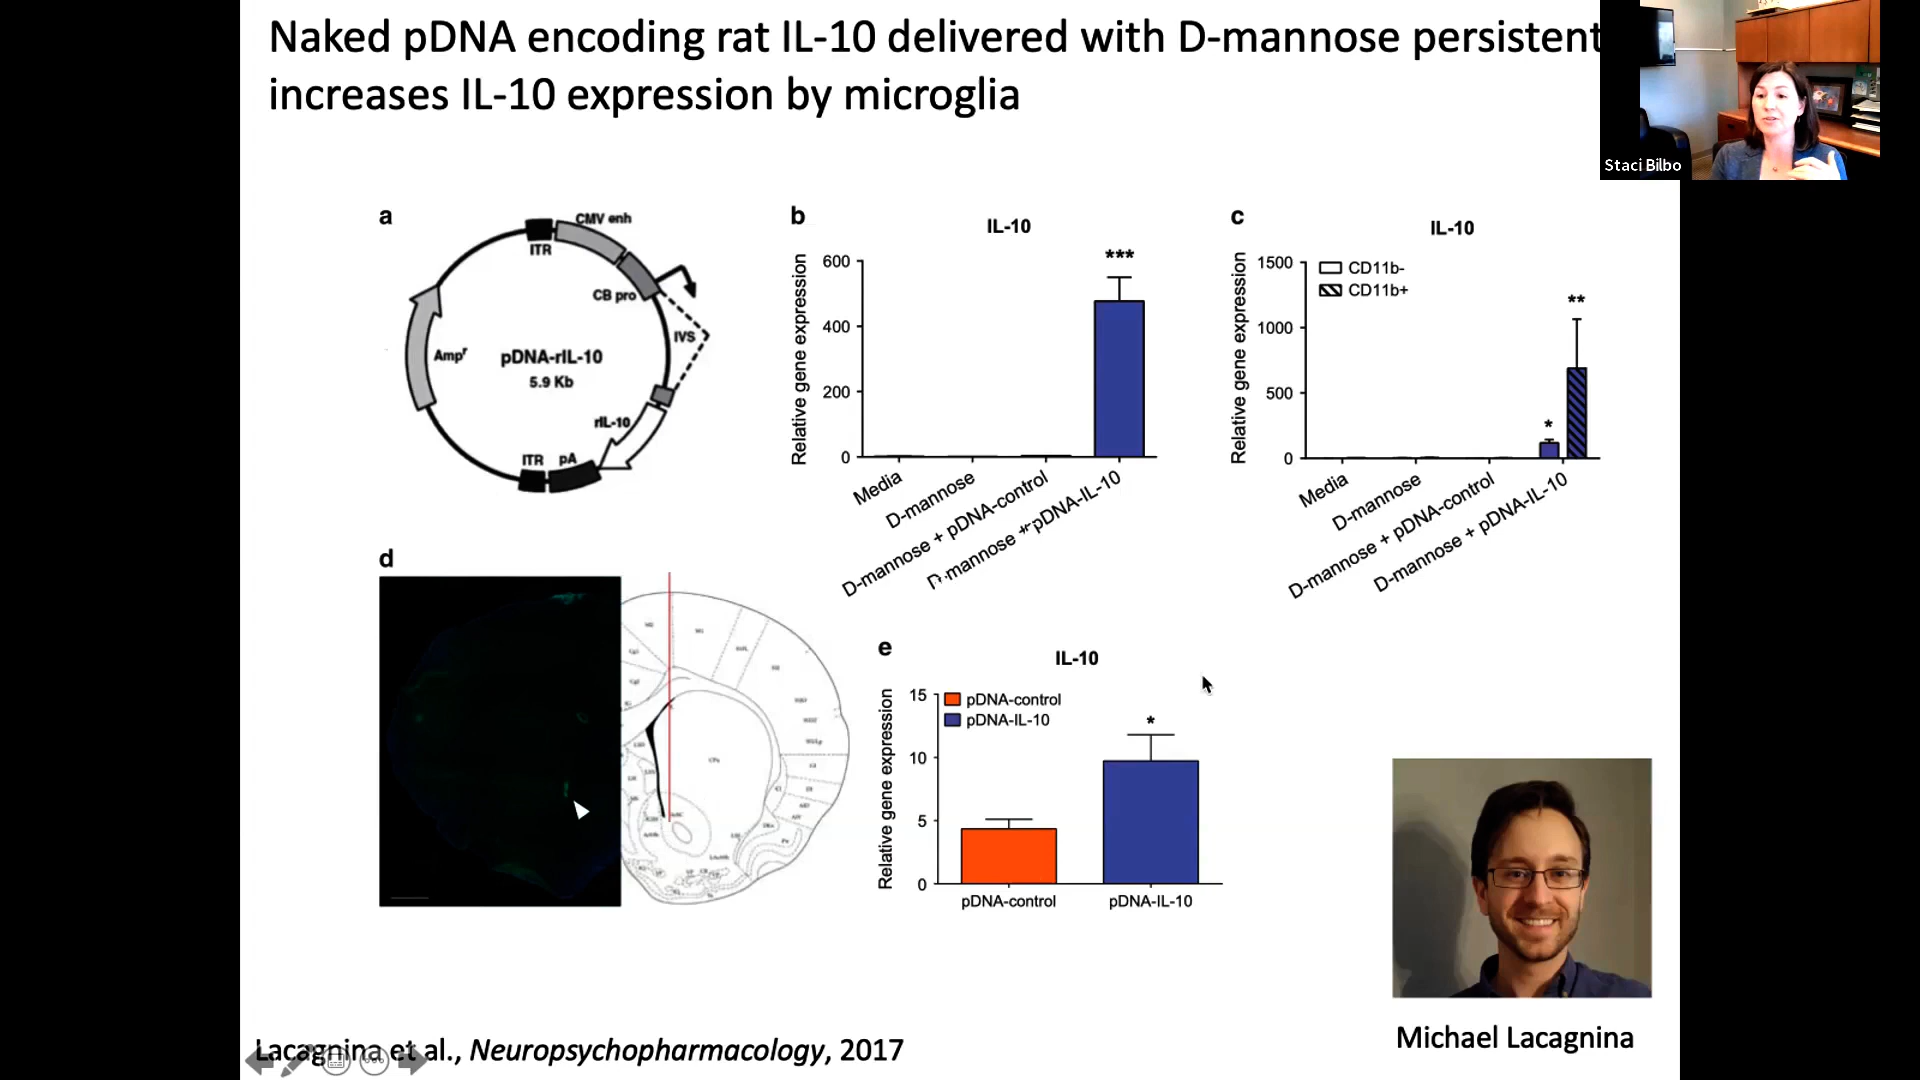 Naked pDNA encoding rat IL-10 delivered with D-mannose persistent
increases IL-10 expression by microglia
Staci Bilbo
a
CMV enh
ITR
CB pro
IVS
Ampr
pDNA-rIL-10
5.9 Kb
rIL-10
ITR pA
b
IL-10
Relative gene expression
600
400
200
0
***
Media
D-mannose
D-mannose + pDNA-control
D-mannose + pDNA-IL-10
c
IL-10
Relative gene expression
1500
1000
500
0
CD11b-
CD11b+
**
*
Media
D-mannose
D-mannose + pDNA-control
D-mannose + pDNA-IL-10
d
e
IL-10
Relative gene expression
15
10
5
0
pDNA-control
pDNA-IL-10
*
pDNA-control
pDNA-IL-10
Michael Lacagnina
Lacagnina et al., Neuropsychopharmacology, 2017